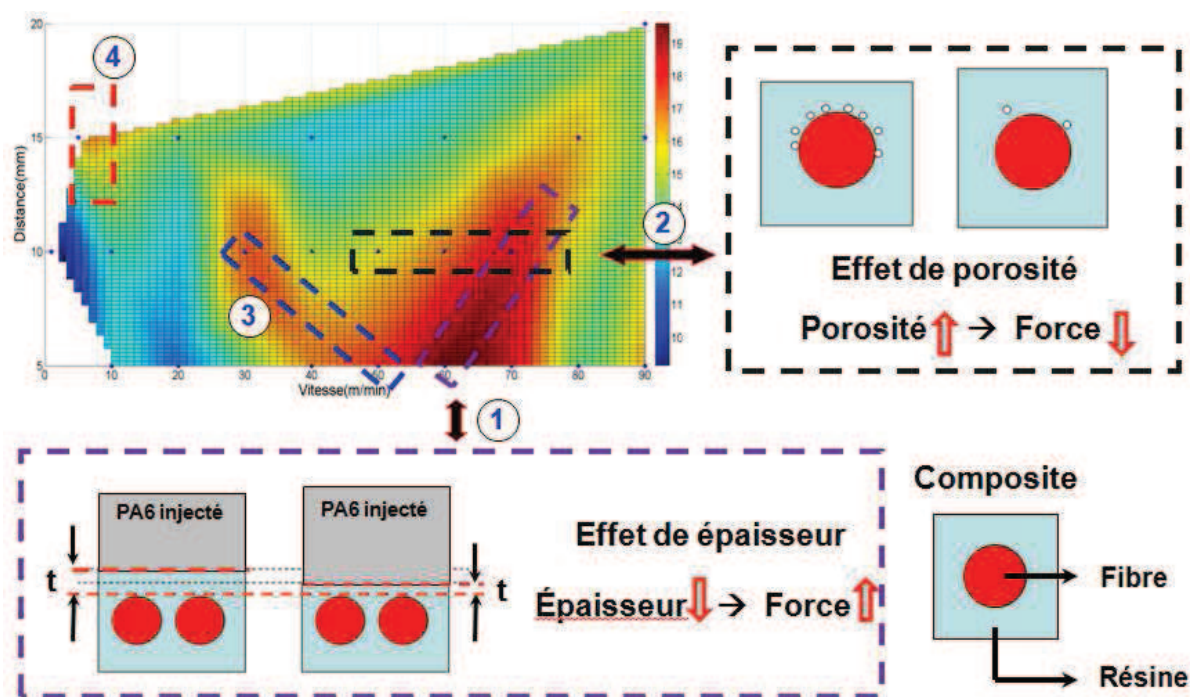 20
15
10
5
Distance(mm)
0
10
20
30
40
50
60
70
80
90
Vitesse(m/min)
4
3
19
18
17
16
15
14
12
11
10
2
1
Effet de porosité
Porosité → Force
PA6 injecté
PA6 injecté
t
t
Effet de épaisseur
Épaisseur → Force
Composite
Fibre
Résine